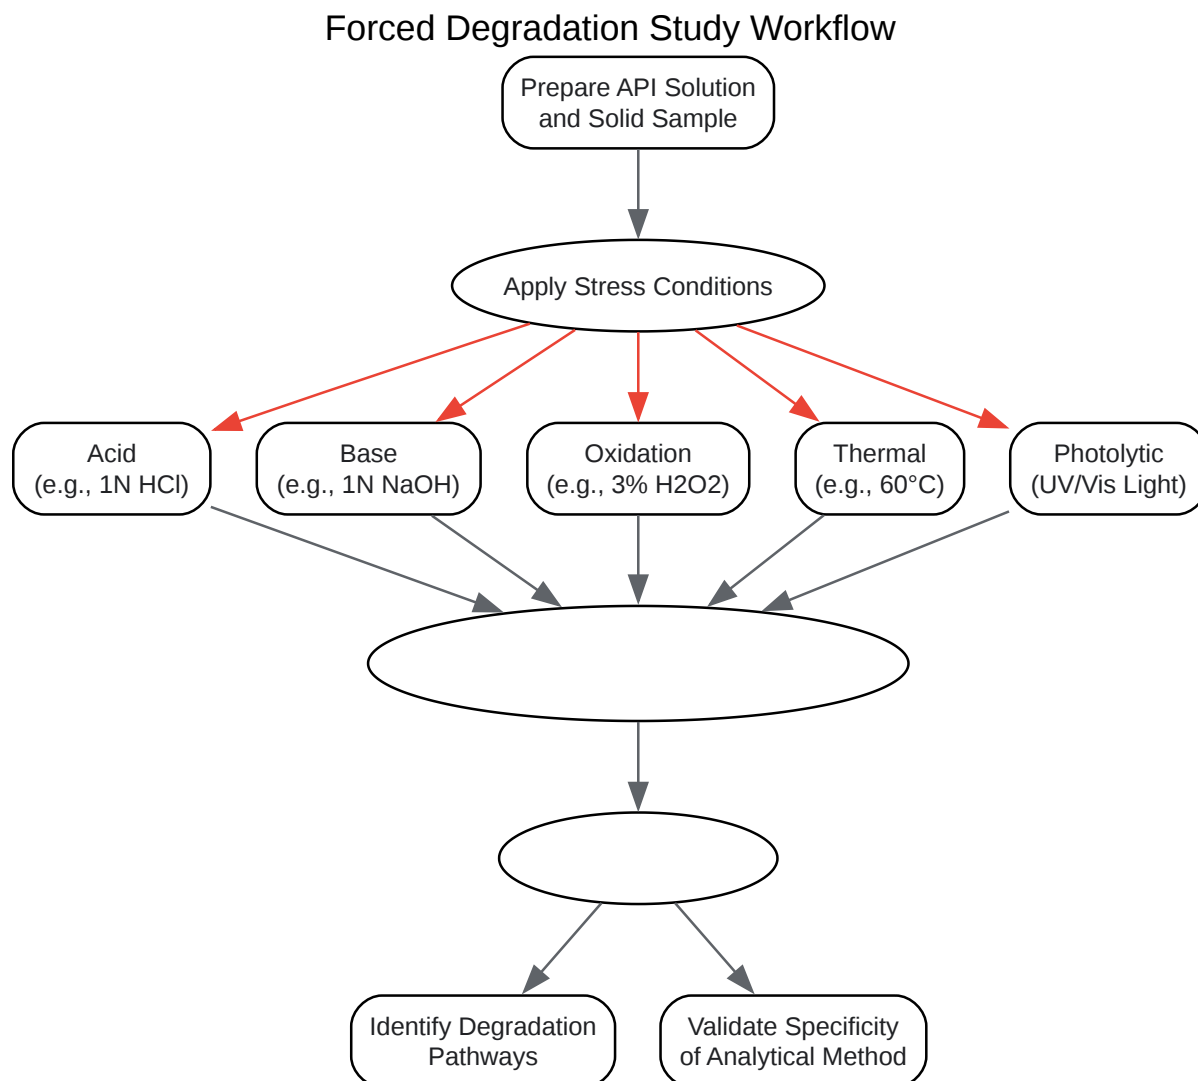 Forced Degradation Study Workflow
Prepare API Solution
and Solid Sample
Apply Stress Conditions
Acid
(e.g., 1N HCl)
Base
(e.g., 1N NaOH)
Oxidation
(e.g., 3% H2O2)
Thermal
(e.g., 60°C)
Photolytic
(UV/Vis Light)
Identify Degradation
Pathways
Validate Specificity
of Analytical Method